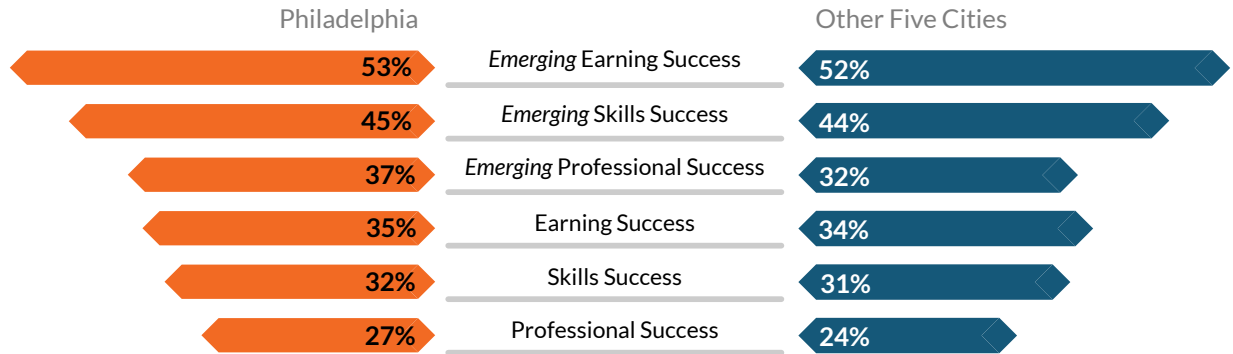 Philadelphia
Other Five Cities
53%
Emerging Earning Success
52%
45%
Emerging Skills Success
44%
37%
Emerging Professional Success
32%
35%
Earning Success
34%
32%
Skills Success
31%
27%
Professional Success
24%